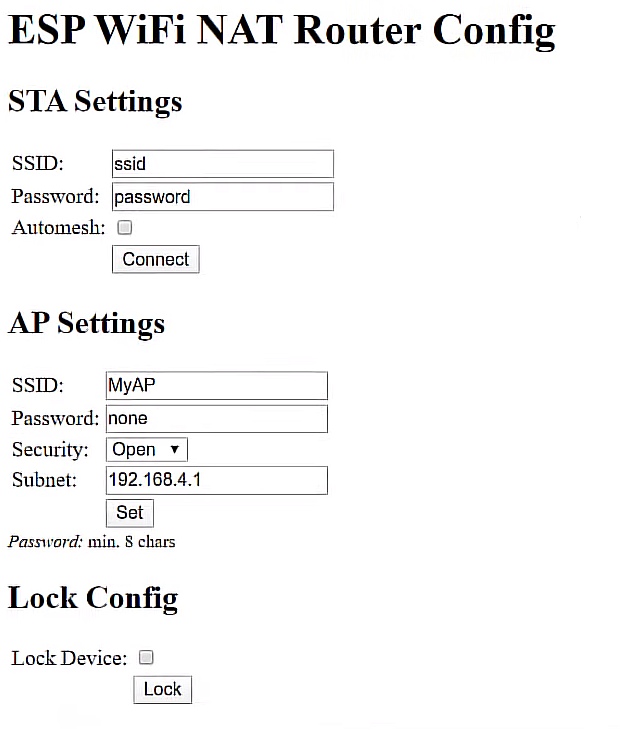 ESP WiFi NAT Router Config
STA Settings
SSID: ssid
Password: password
Automesh:
Connect
AP Settings
SSID: MyAP
Password: none
Security: Open ▼
Subnet: 192.168.4.1
Set
Password: min. 8 chars
Lock Config
Lock Device:
Lock